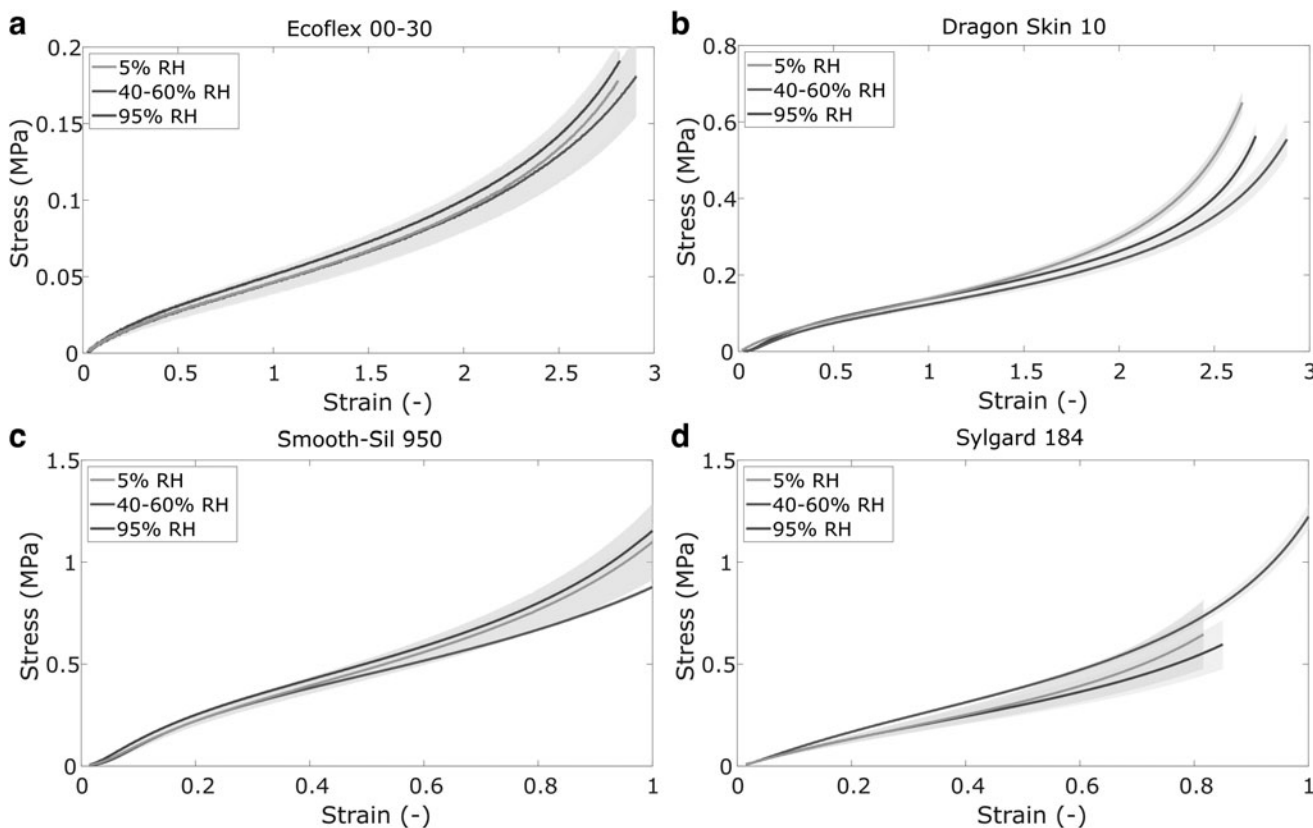 a
Ecoflex 00-30
5% RH
40-60% RH
95% RH
0.2
0.15
0.1
0.05
0
Stress (MPa)
0
0.5
1
1.5
2
2.5
3
Strain (-)
b
Dragon Skin 10
5% RH
40-60% RH
95% RH
0.8
0.6
0.4
0.2
0
Stress (MPa)
0
0.5
1
1.5
2
2.5
3
Strain (-)
c
Smooth-Sil 950
5% RH
40-60% RH
95% RH
1.5
1
0.5
0
Stress (MPa)
0
0.2
0.4
0.6
0.8
1
Strain (-)
d
Sylgard 184
5% RH
40-60% RH
95% RH
1.5
1
0.5
0
Stress (MPa)
0
0.2
0.4
0.6
0.8
1
Strain (-)